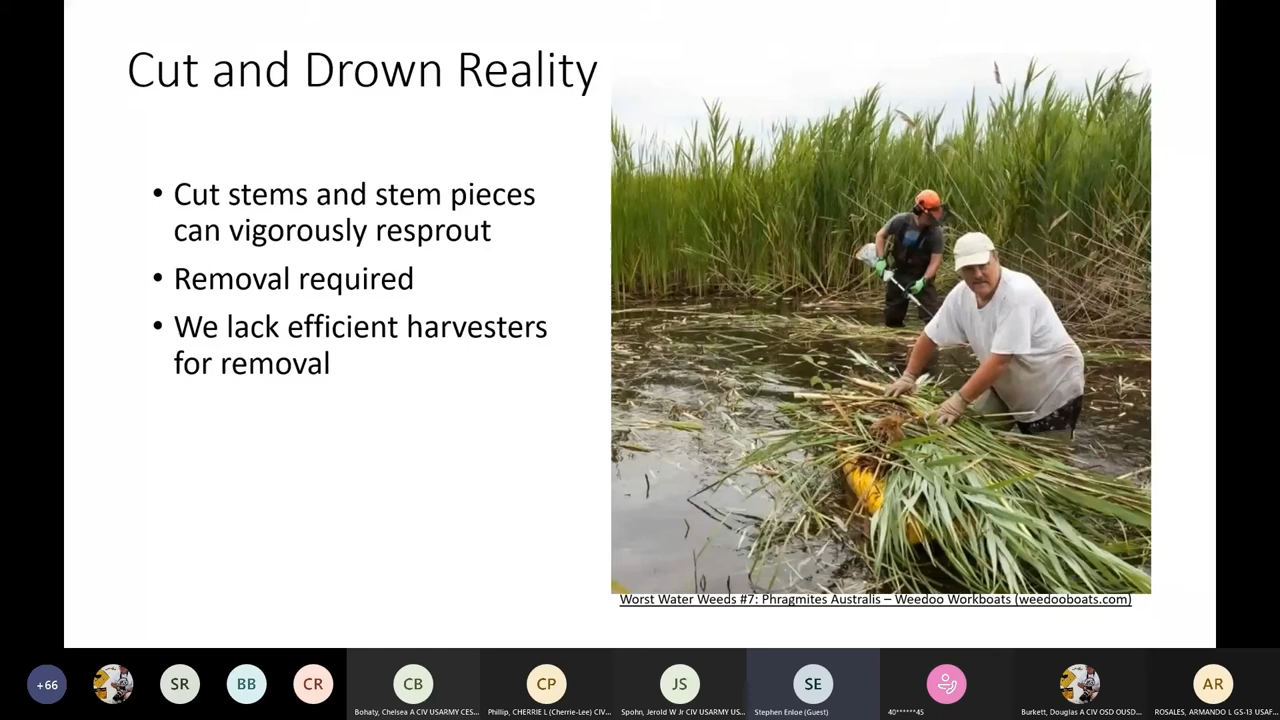 Cut and Drown Reality
• Cut stems and stem pieces
can vigorously resprout
• Removal required
• We lack efficient harvesters
for removal
Worst Water Weeds #7: Phragmites Australis – Weedoo Workboats (weedooboats.com)
+66
SR
BB
CR
CB
CP
JS
SE
AR
Bohaty, Chelsea A CIV USARMY CES...
Phillip, CHERRIE L (Cherrie-Lee) CIV...
Spohn, Jerold W Jr CIV USARMY US...
Stephen Enloe (Guest)
40******45
Burkett, Douglas A CIV OSD OUSD...
ROSALES, ARMANDO L GS-13 USAF...